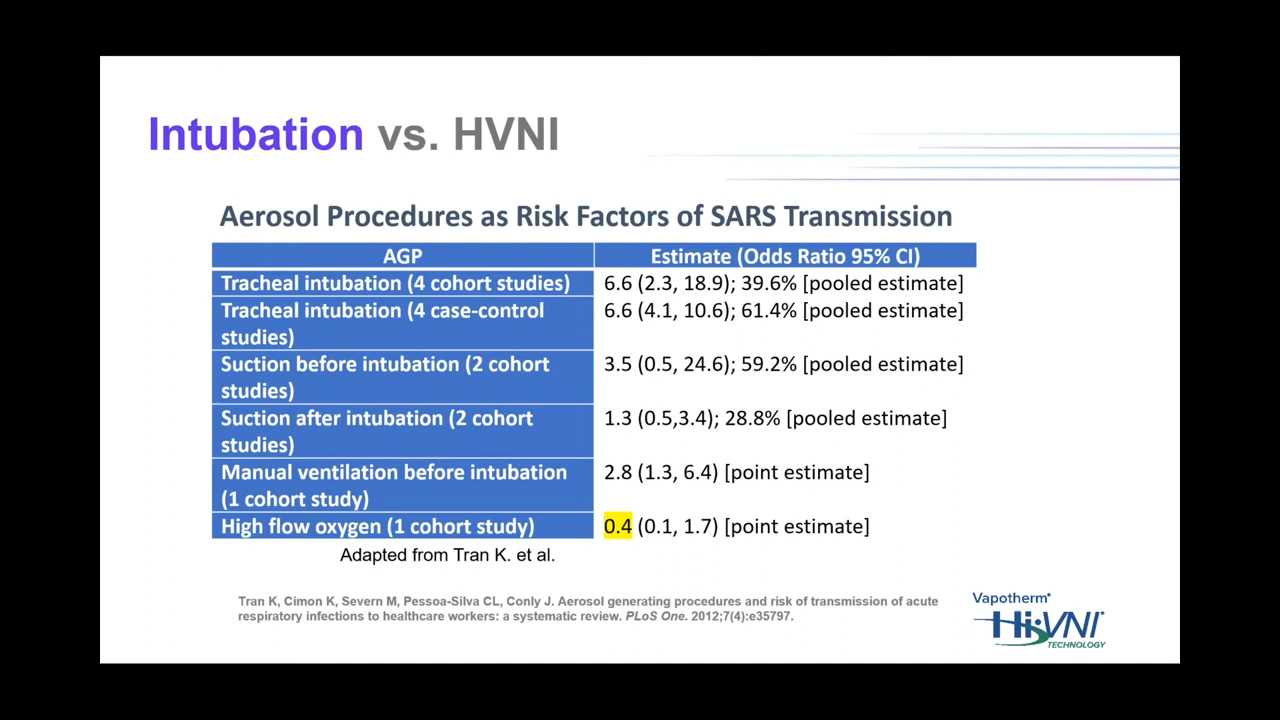 Intubation vs. HVNI
Aerosol Procedures as Risk Factors of SARS Transmission
AGP Estimate (Odds Ratio 95% CI)
Tracheal intubation (4 cohort studies) 6.6 (2.3, 18.9); 39.6% [pooled estimate]
Tracheal intubation (4 case-control 6.6 (4.1, 10.6); 61.4% [pooled estimate]
studies)
Suction before intubation (2 cohort 3.5 (0.5, 24.6); 59.2% [pooled estimate]
studies)
Suction after intubation (2 cohort 1.3 (0.5,3.4); 28.8% [pooled estimate]
studies)
Manual ventilation before intubation 2.8 (1.3, 6.4) [point estimate]
(1 cohort study)
High flow oxygen (1 cohort study) 0.4 (0.1, 1.7) [point estimate]
Adapted from Tran K. et al.
Tran K, Cimon K, Severn M, Pessoa-Silva CL, Conly J. Aerosol generating procedures and risk of transmission of acute
respiratory infections to healthcare workers: a systematic review. PLoS One. 2012;7(4):e35797.
Vapotherm®
Hi-VNI®
TECHNOLOGY